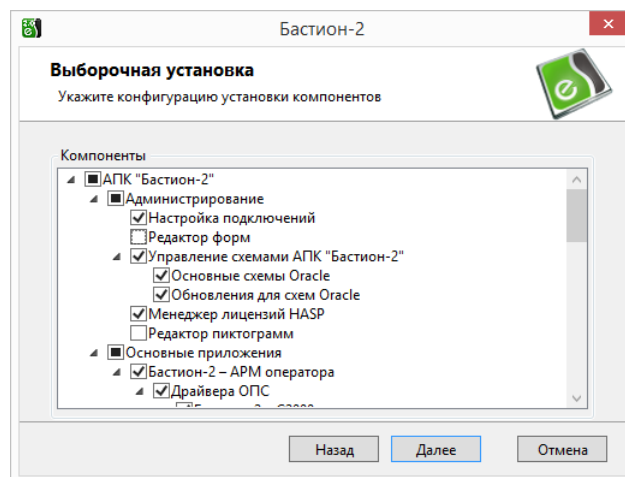 Бастион-2
Выборочная установка
Укажите конфигурацию установки компонентов
Компоненты
АПК "Бастион-2"
Администрирование
Настройка подключений
Редактор форм
Управление схемами АПК "Бастион-2"
Основные схемы Oracle
Обновления для схем Oracle
Менеджер лицензий HASP
Редактор пиктограмм
Основные приложения
Бастион-2 – АРМ оператора
Драйвера ОПС
Назад Далее Отмена